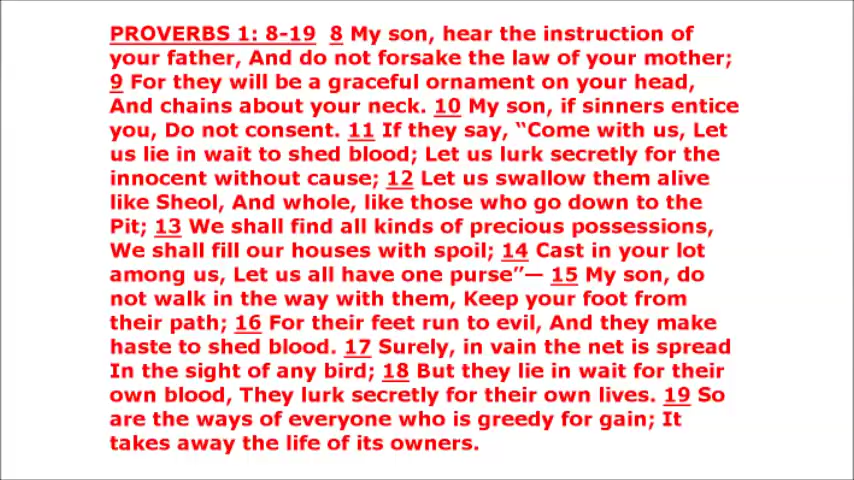 PROVERBS 1: 8-19  8 My son, hear the instruction of
your father, And do not forsake the law of your mother;
9 For they will be a graceful ornament on your head,
And chains about your neck. 10 My son, if sinners entice
you, Do not consent. 11 If they say, “Come with us, Let
us lie in wait to shed blood; Let us lurk secretly for the
innocent without cause; 12 Let us swallow them alive
like Sheol, And whole, like those who go down to the
Pit; 13 We shall find all kinds of precious possessions,
We shall fill our houses with spoil; 14 Cast in your lot
among us, Let us all have one purse”— 15 My son, do
not walk in the way with them, Keep your foot from
their path; 16 For their feet run to evil, And they make
haste to shed blood. 17 Surely, in vain the net is spread
In the sight of any bird; 18 But they lie in wait for their
own blood, They lurk secretly for their own lives. 19 So
are the ways of everyone who is greedy for gain; It
takes away the life of its owners.